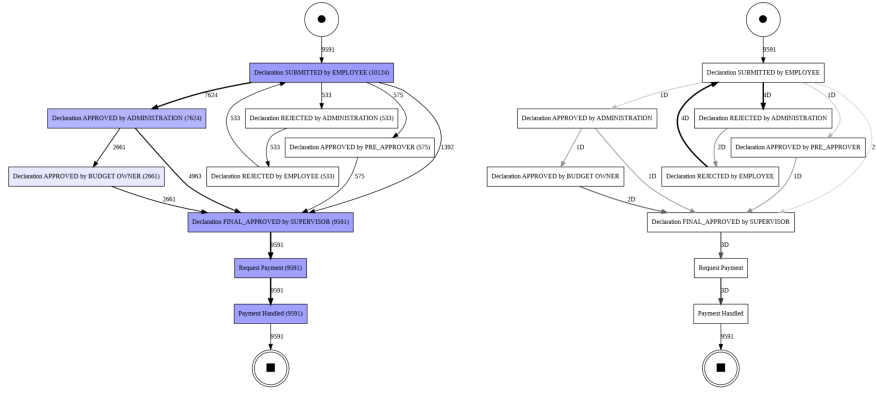 9591
Declaration SUBMITTED by EMPLOYEE (10124)
7624
533
575
Declaration APPROVED by ADMINISTRATION (7624)
Declaration REJECTED by ADMINISTRATION (533)
2661
533
533
1392
Declaration APPROVED by PRE_APPROVER (575)
4963
Declaration APPROVED by BUDGET OWNER (2661)
Declaration REJECTED by EMPLOYEE (533)
575
2661
Declaration FINAL_APPROVED by SUPERVISOR (9591)
9591
Request Payment (9591)
9591
Payment Handled (9591)
9591
9591
Declaration SUBMITTED by EMPLOYEE
1D
4D
1D
Declaration APPROVED by ADMINISTRATION
Declaration REJECTED by ADMINISTRATION
1D
4D
2D
Declaration APPROVED by PRE_APPROVER
1D
Declaration APPROVED by BUDGET OWNER
Declaration REJECTED by EMPLOYEE
1D
2D
Declaration FINAL_APPROVED by SUPERVISOR
3D
Request Payment
3D
Payment Handled
9591